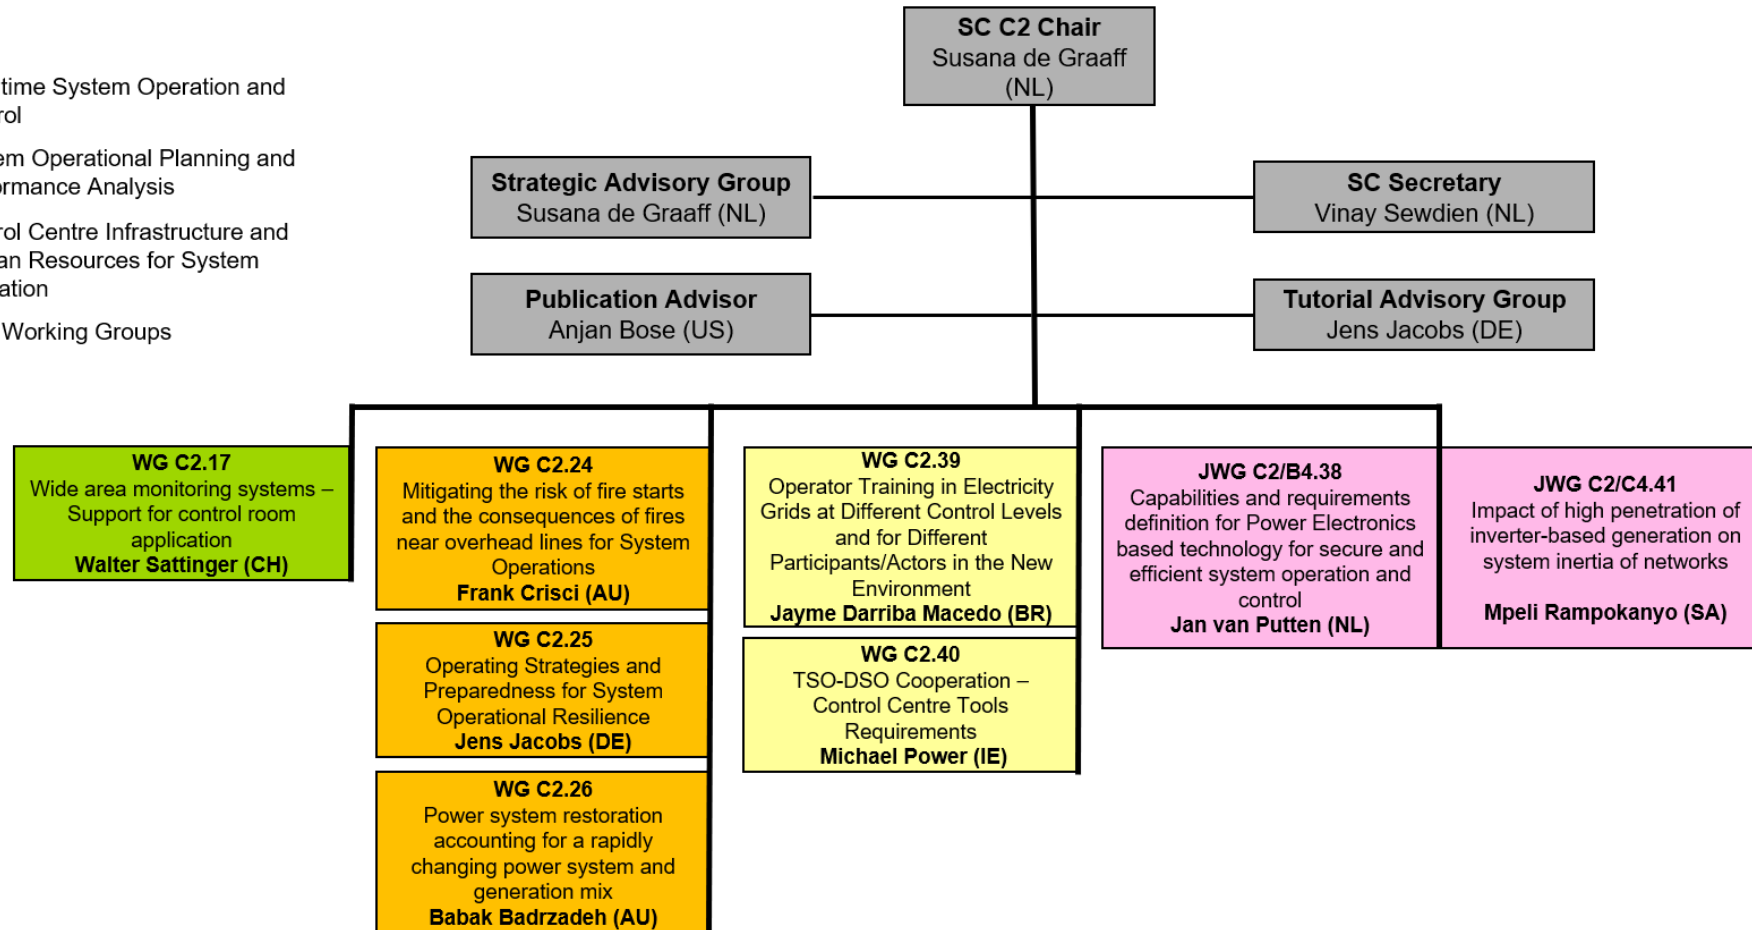 SC C2 Chair
Susana de Graaff
(NL)
time System Operation and
Operational Planning and
Analysis
Centre Infrastructure and
Resources for System
Working Groups
Strategic Advisory Group
Susana de Graaff (NL)
SC Secretary
Vinay Sewdien (NL)
Publication Advisor
Anjan Bose (US)
Tutorial Advisory Group
Jens Jacobs (DE)
WG C2.17
Wide area monitoring systems –
Support for control room
application
Walter Sattinger (CH)
WG C2.24
Mitigating the risk of fire starts
and the consequences of fires
near overhead lines for System
Operations
Frank Crisci (AU)
WG C2.25
Operating Strategies and
Preparedness for System
Operational Resilience
Jens Jacobs (DE)
WG C2.26
Power system restoration
accounting for a rapidly
changing power system and
generation mix
Babak Badrzadeh (AU)
WG C2.39
Operator Training in Electricity
Grids at Different Control Levels
and for Different
Participants/Actors in the New
Environment
Jayme Darriba Macedo (BR)
WG C2.40
TSO-DSO Cooperation –
Control Centre Tools
Requirements
Michael Power (IE)
JWG C2/B4.38
Capabilities and requirements
definition for Power Electronics
based technology for secure and
efficient system operation and
control
Jan van Putten (NL)
JWG C2/C4.41
Impact of high penetration of
inverter-based generation on
system inertia of networks
Mpeli Rampokanyo (SA)